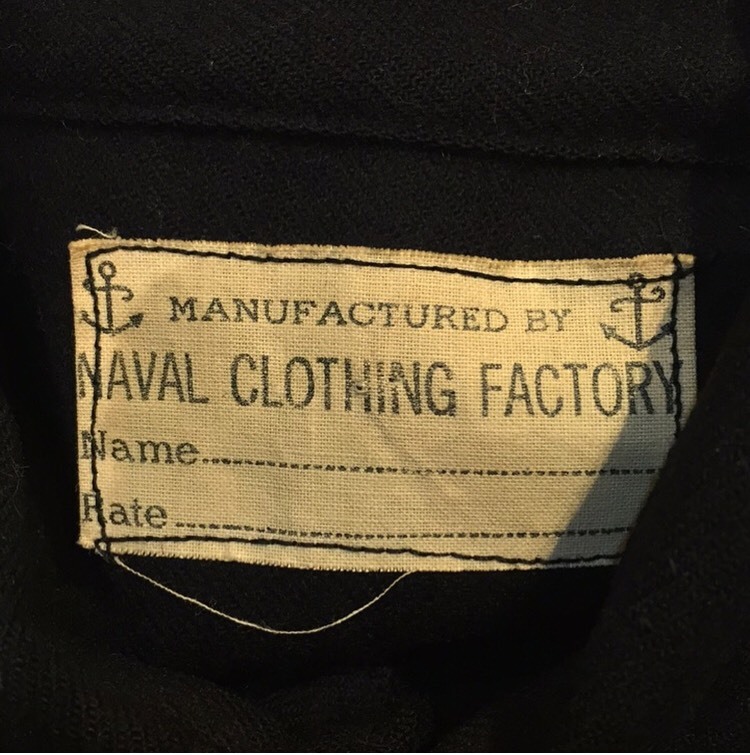 MANUFACTURED BY
NAVAL CLOTHING FACTORY
Name
Rate